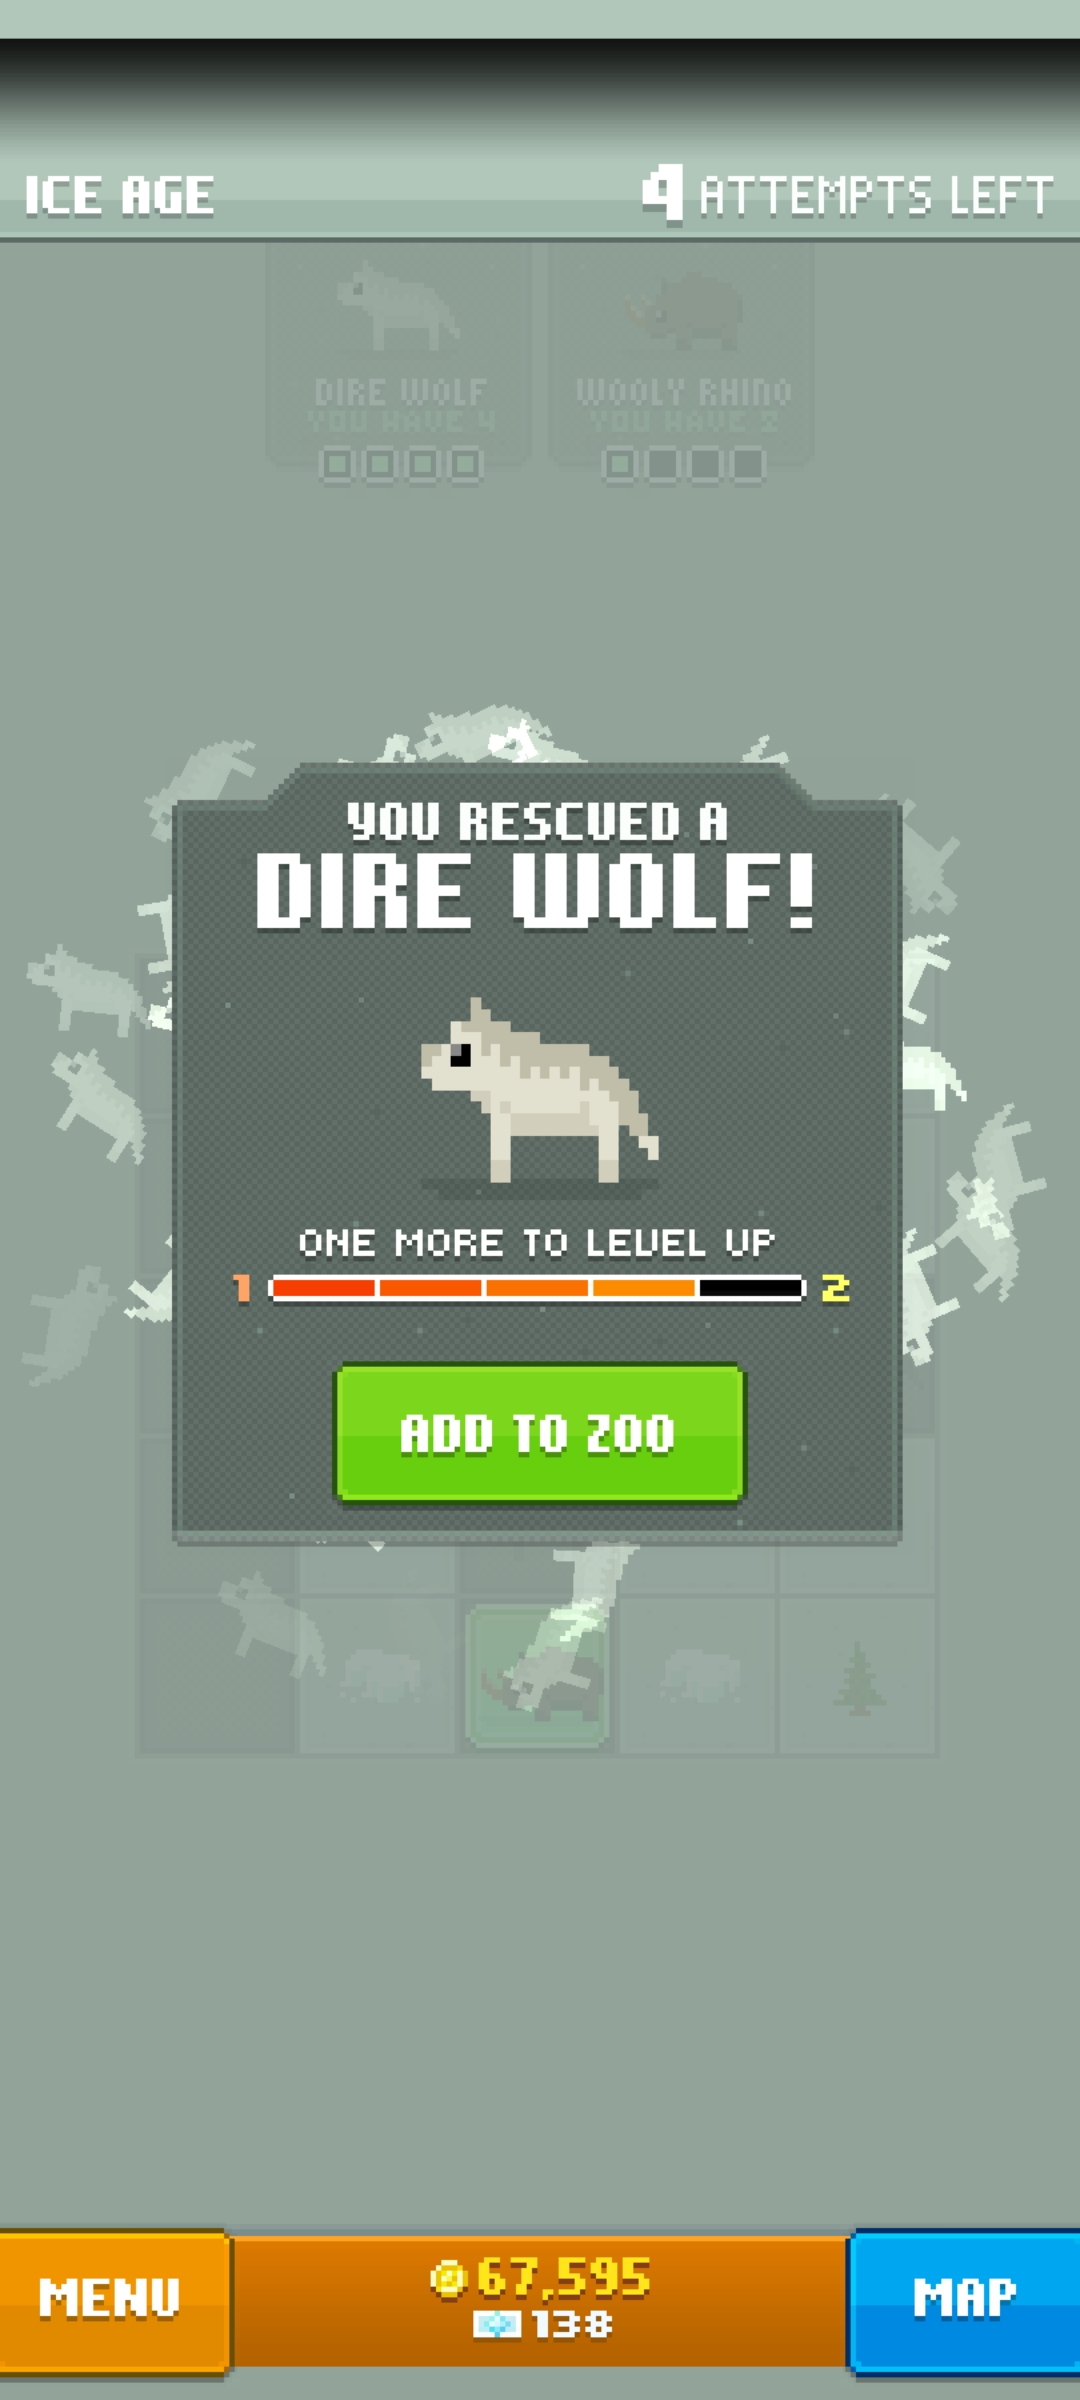 ICE AGE
4 ATTEMPTS LEFT
DIRE WOLF
YOU HAVE 4
WOOLY RHINO
YOU HAVE 2
YOU RESCUED A
DIRE WOLF!
ONE MORE TO LEVEL UP
1 2
ADD TO ZOO
MENU
67,595
138
MAP